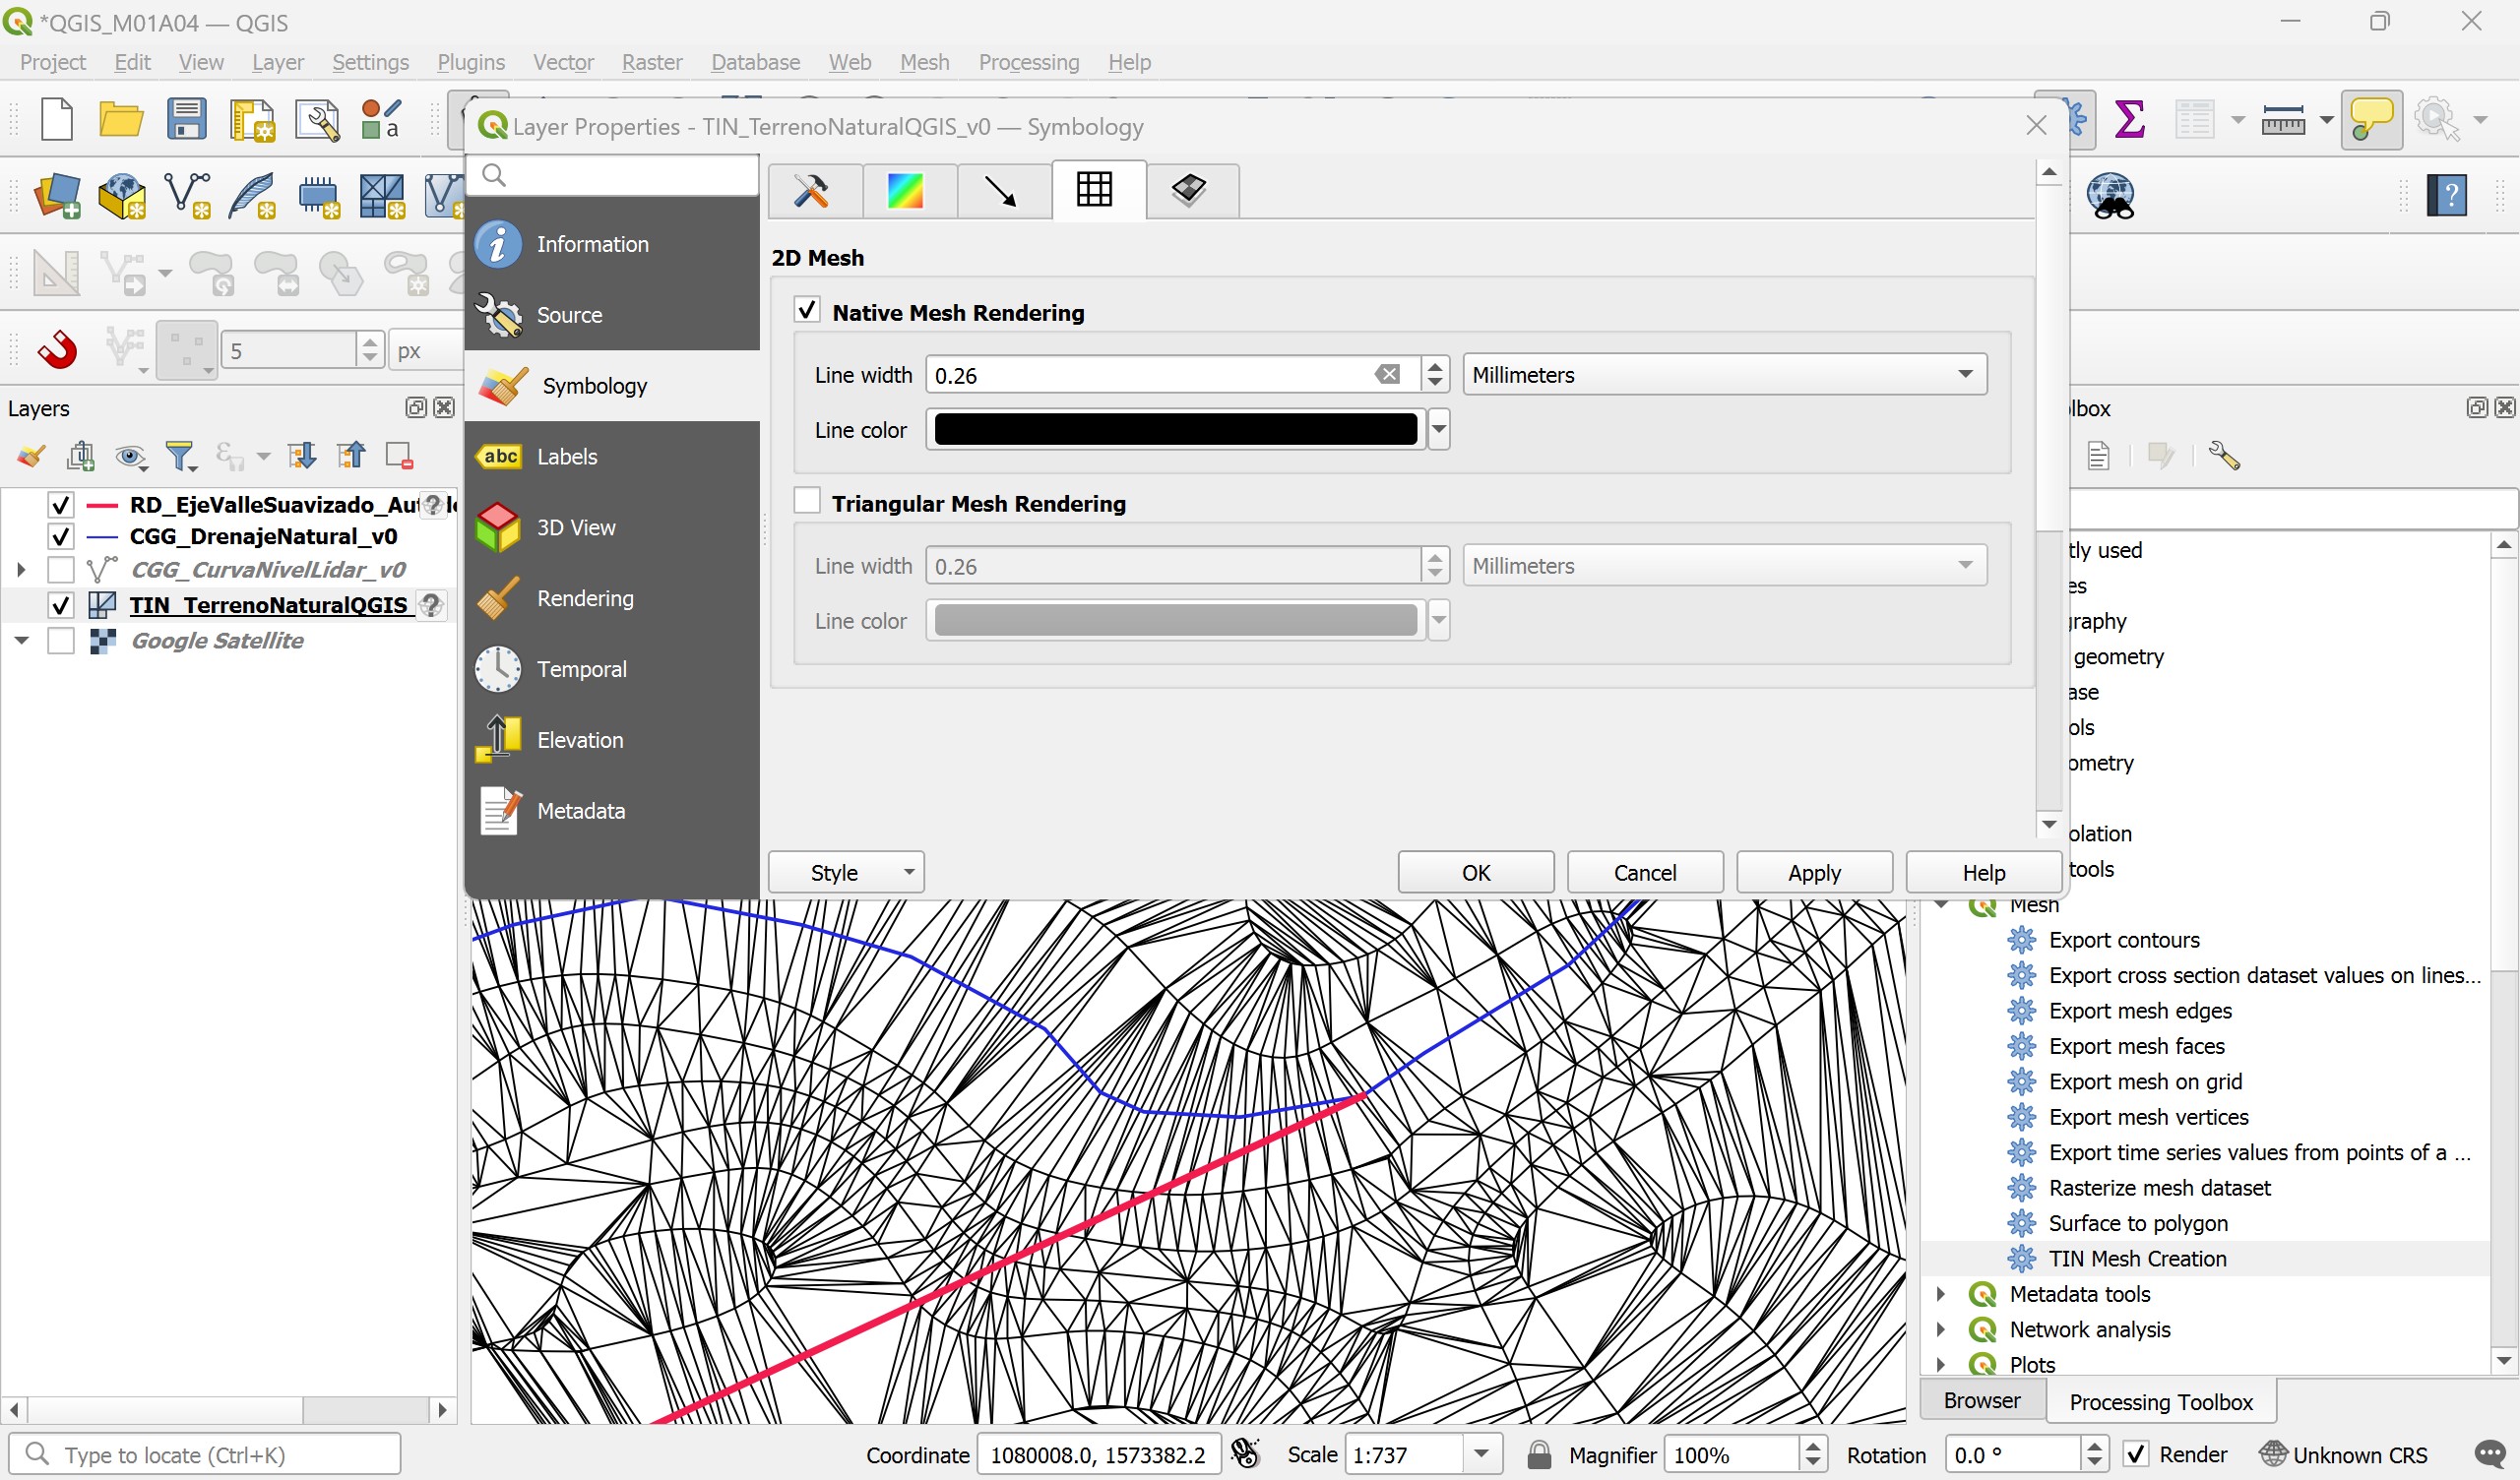 *QGIS_M01A04 — QGIS
Project Edit View Layer Settings Plugins Vector Raster Database Web Mesh Processing Help
a
Layer Properties - TIN_TerrenoNaturalQGIS_v0 — Symbology
Information
Source
Symbology
abc Labels
3D View
Rendering
Temporal
Elevation
Metadata
2D Mesh
Native Mesh Rendering
Line width 0.26 Millimeters
Line color
Triangular Mesh Rendering
Line width 0.26 Millimeters
Line color
Style OK Cancel Apply Help
5 px
Layers
RD_EjeValleSuavizado_Aut
CGG_DrenajeNatural_v0
CGG_CurvaNivelLidar_v0
TIN_TerrenoNaturalQGIS_
Google Satellite
lbox
tly used
es
graphy
geometry
ase
ols
ometry
olation
tools
Mesh
Export contours
Export cross section dataset values on lines...
Export mesh edges
Export mesh faces
Export mesh on grid
Export mesh vertices
Export time series values from points of a ...
Rasterize mesh dataset
Surface to polygon
TIN Mesh Creation
Metadata tools
Network analysis
Plots
Browser Processing Toolbox
Type to locate (Ctrl+K) Coordinate 1080008.0, 1573382.2 Scale 1:737 Magnifier 100% Rotation 0.0 ° Render Unknown CRS